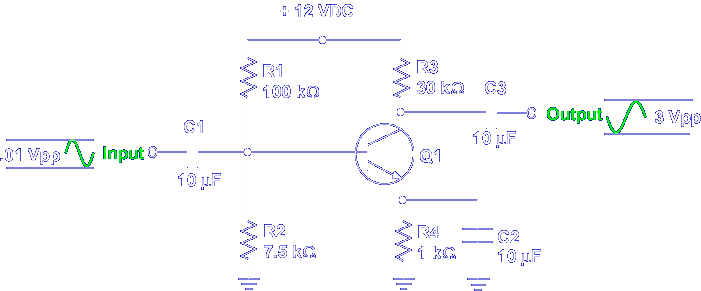 + 12 VDC
R1
100 kΩ
R3
30 kΩ
C3
10 µF
Output
3 Vpp
C1
10 µF
.01 Vpp
Input
Q1
R2
7.5 kΩ
R4
1 kΩ
C2
10 µF